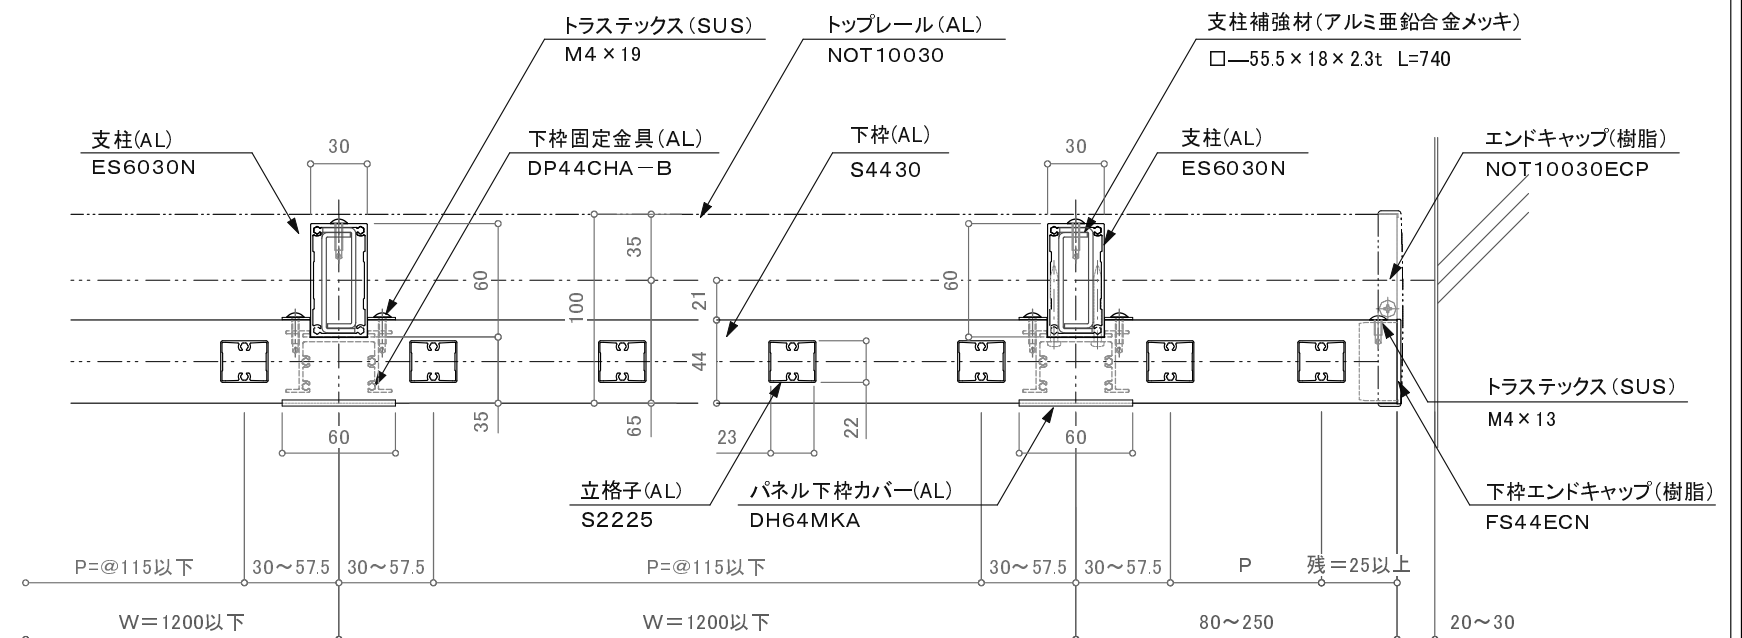 トラステックス(SUS)
M4×19
トップレール(AL)
NOT10030
支柱補強材(アルミ亜鉛合金メッキ)
□―55.5×18×2.3t L=740
支柱(AL)
ES6030N
30
下枠固定金具(AL)
DP44CHA－B
下枠(AL)
S4430
30
支柱(AL)
ES6030N
エンドキャップ(樹脂)
NOT10030ECP
60
100
35
21
60
44
35
65
60
23
22
60
トラステックス(SUS)
M4×13
立格子(AL)
S2225
パネル下枠カバー(AL)
DH64MKA
下枠エンドキャップ(樹脂)
FS44ECN
P=@115以下
30～57.5
30～57.5
P=@115以下
30～57.5
30～57.5
P
残＝25以上
W＝1200以下
W＝1200以下
80～250
20～30